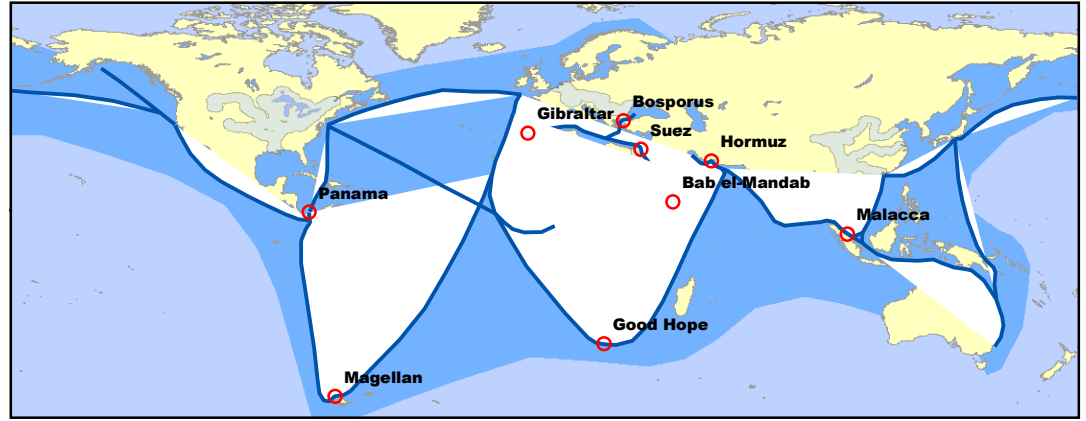 Bosporus
Gibraltar
Suez
Hormuz
Bab el-Mandab
Panama
Malacca
Good Hope
Magellan